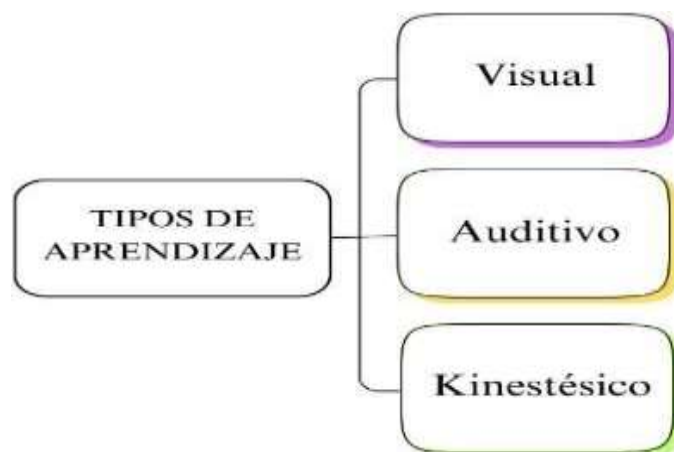 TIPOS DE
APRENDIZAJE
Visual
Auditivo
Kinestésico